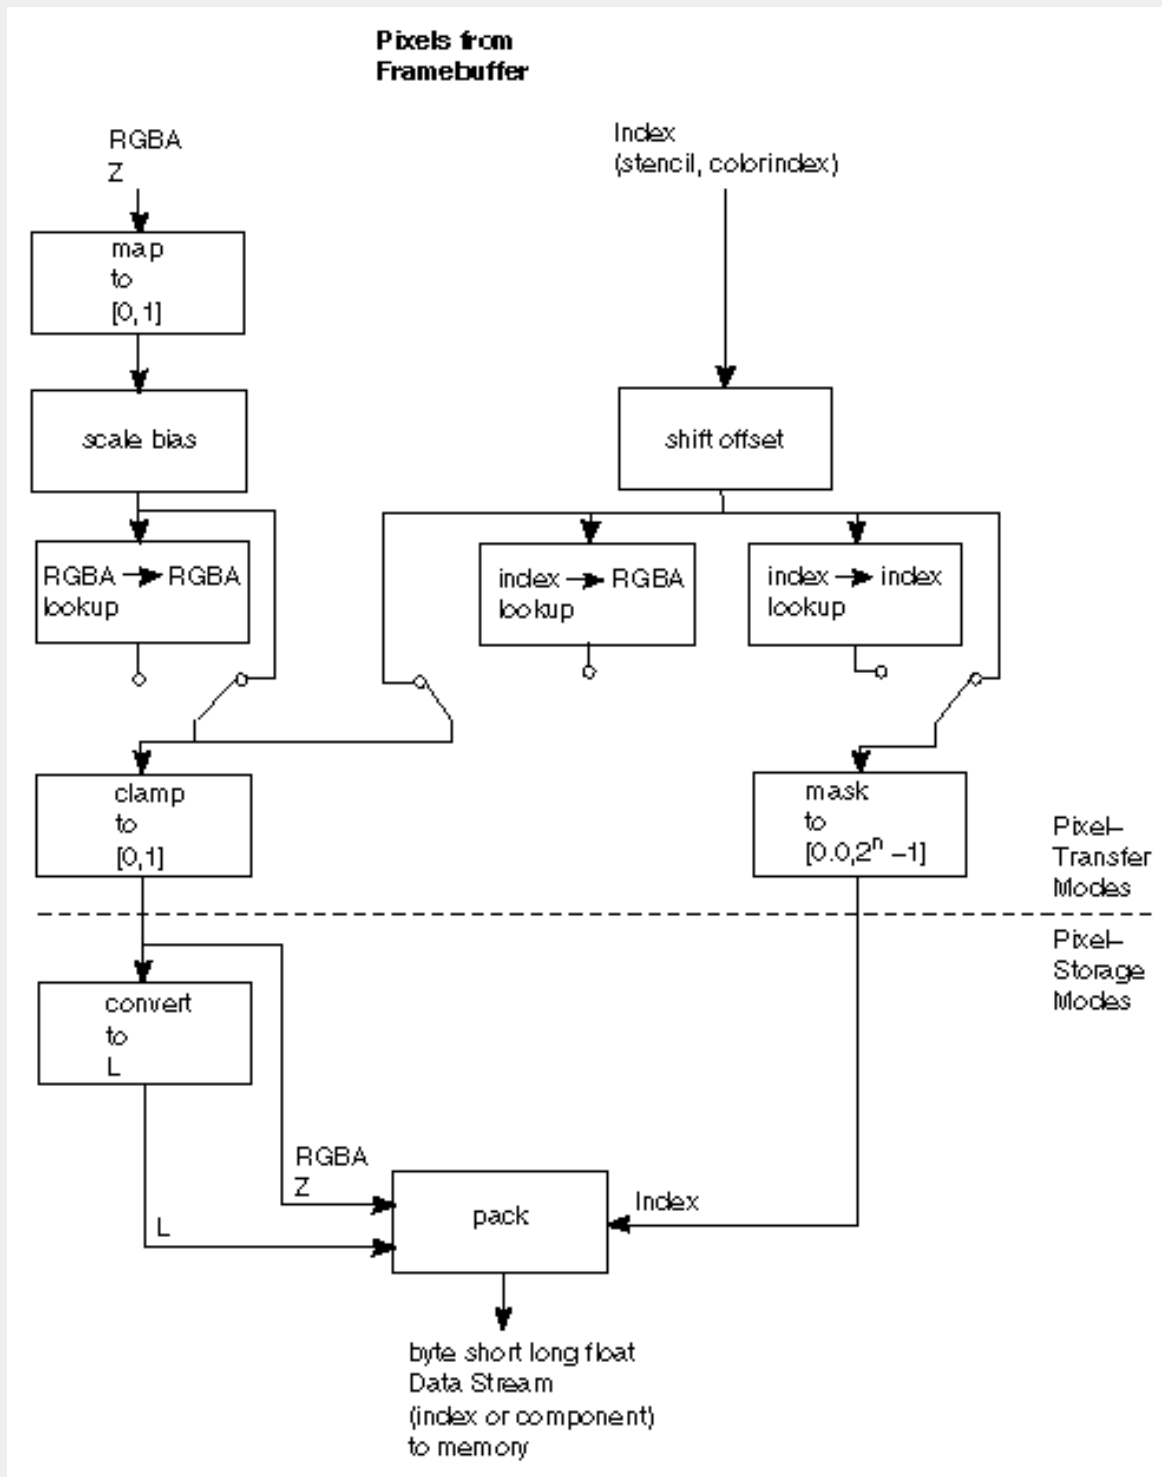 Pixels from
Framebuffer
RGBA
Z
Index
(stencil, colorindex)
map
to
[0,1]
scale bias
shift offset
RGBA → RGBA
lookup
index → RGBA
lookup
index → index
lookup
clamp
to
[0,1]
mask
to
[0.0,2ⁿ –1]
Pixel–
Transfer
Modes
Pixel–
Storage
Modes
convert
to
L
RGBA
Z
L
pack
Index
byte short long float
Data Stream
(index or component)
to memory